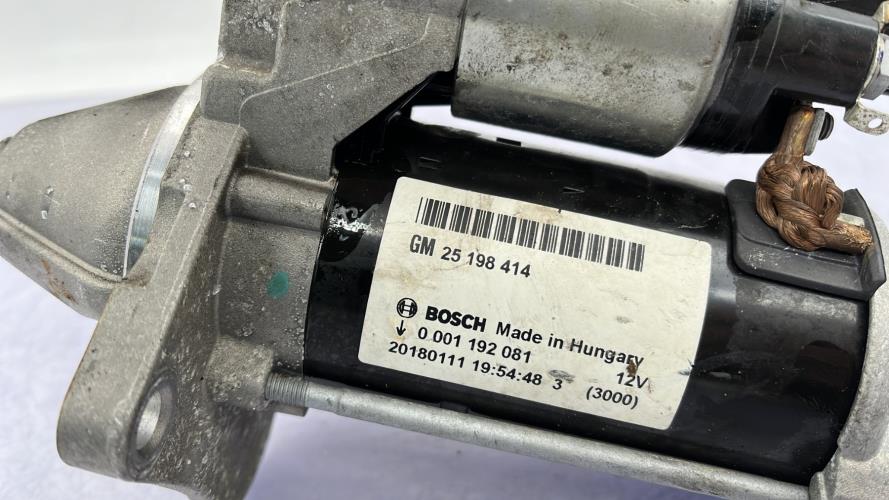 GM 25 198 414
BOSCH Made in Hungary
↓ 0 001 192 081 12V
20180111 19:54:48 3 (3000)